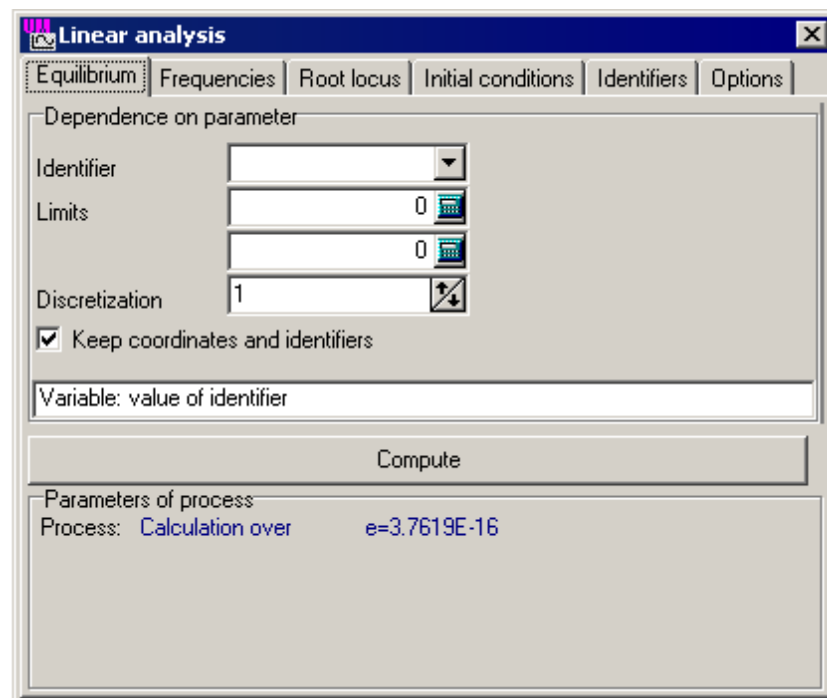 Linear analysis
Equilibrium Frequencies Root locus Initial conditions Identifiers Options
Dependence on parameter
Identifier
Limits 0
0
Discretization 1
Keep coordinates and identifiers
Variable: value of identifier
Compute
Parameters of process
Process: Calculation over e=3.7619E-16